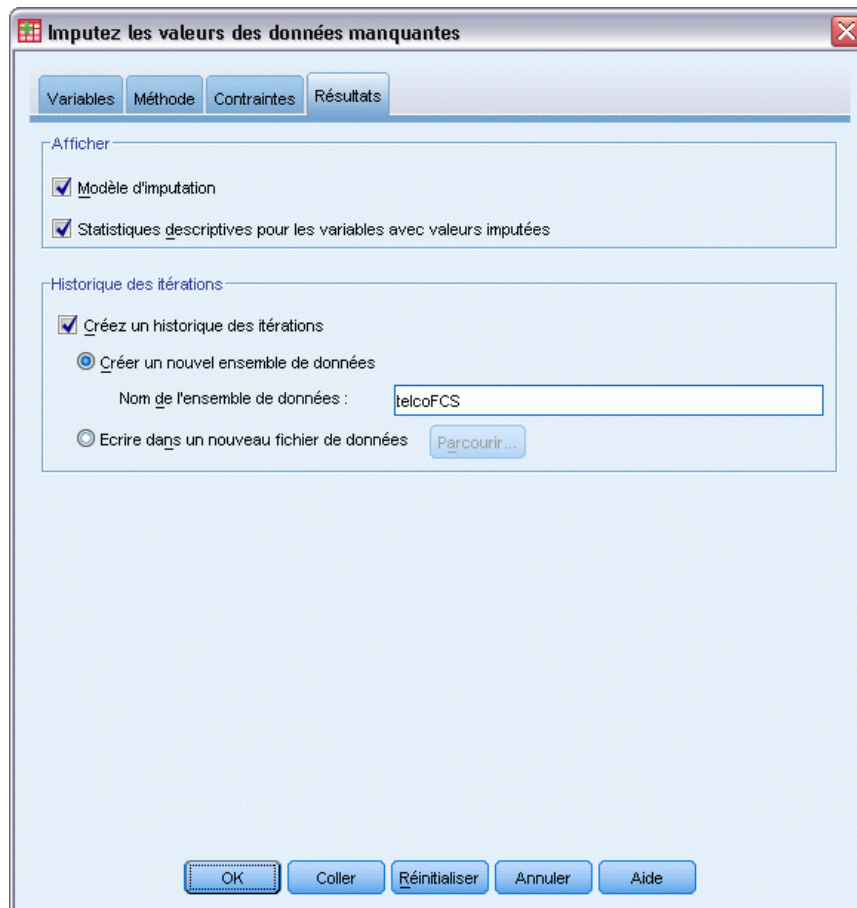 Imputez les valeurs des données manquantes
Variables Méthode Contraintes Résultats
Afficher
Modèle d'imputation
Statistiques descriptives pour les variables avec valeurs imputées
Historique des itérations
Créez un historique des itérations
Créer un nouvel ensemble de données
Nom de l'ensemble de données : telcoFCS
Ecrire dans un nouveau fichier de données Parcourir...
OK Coller Réinitialiser Annuler Aide